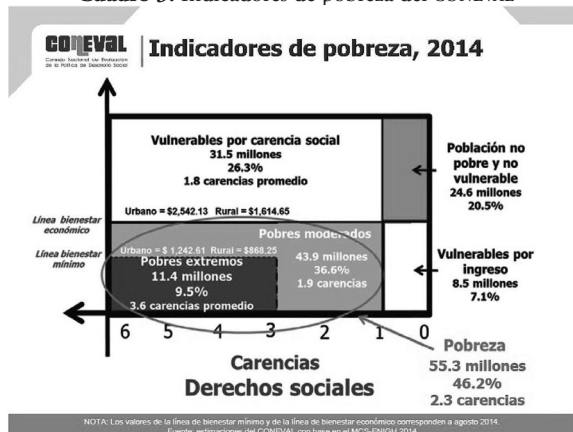 Cuadro 3. Indicadores de pobreza del CONEVAL
CONEVAL
Consejo Nacional de Evaluación
de la Política de Desarrollo Social
Indicadores de pobreza, 2014
Vulnerables por carencia social
31.5 millones
26.3%
1.8 carencias promedio
Población no
pobre y no
vulnerable
24.6 millones
20.5%
Urbano = $2,542.13 Rural = $1,614.65
Línea bienestar
económico
Pobres moderados
Urbano = $ 1,242.61 Rural = $868.25
Línea bienestar
mínimo
43.9 millones
36.6%
1.9 carencias
Pobres extremos
11.4 millones
9.5%
3.6 carencias promedio
Vulnerables por
ingreso
8.5 millones
7.1%
6 5 4 3 2 1 0
Pobreza
55.3 millones
46.2%
2.3 carencias
Carencias
Derechos sociales
NOTA: Los valores de la línea de bienestar mínimo y de la línea de bienestar económico corresponden a agosto 2014.
Fuente: estimaciones del CONEVAL con base en el MCS-ENIGH 2014